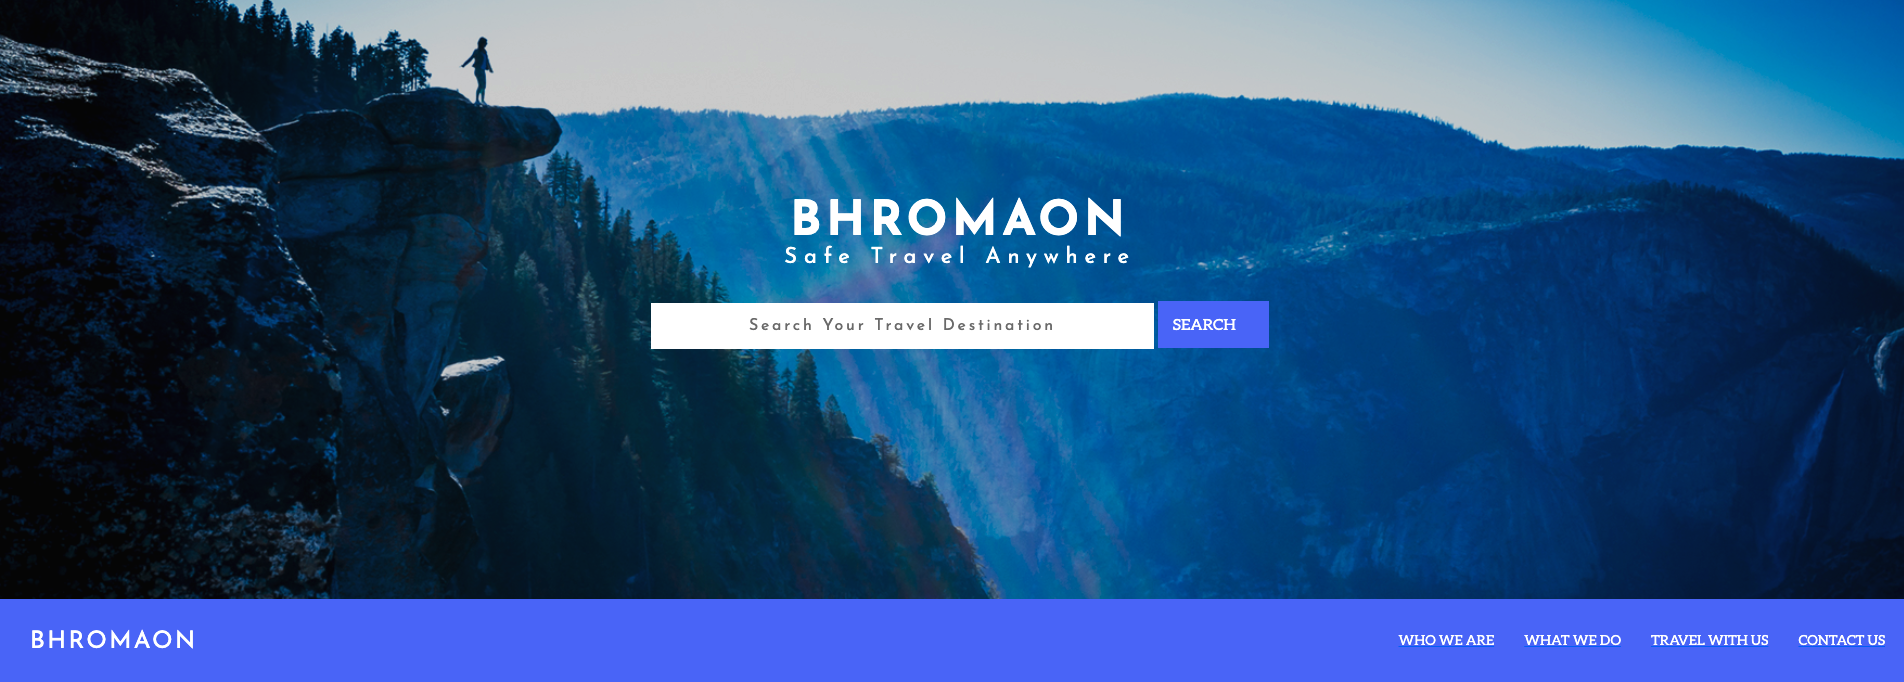 BHROMAON
Safe Travel Anywhere
Search Your Travel Destination
SEARCH
BHROMAON
WHO WE ARE
WHAT WE DO
TRAVEL WITH US
CONTACT US